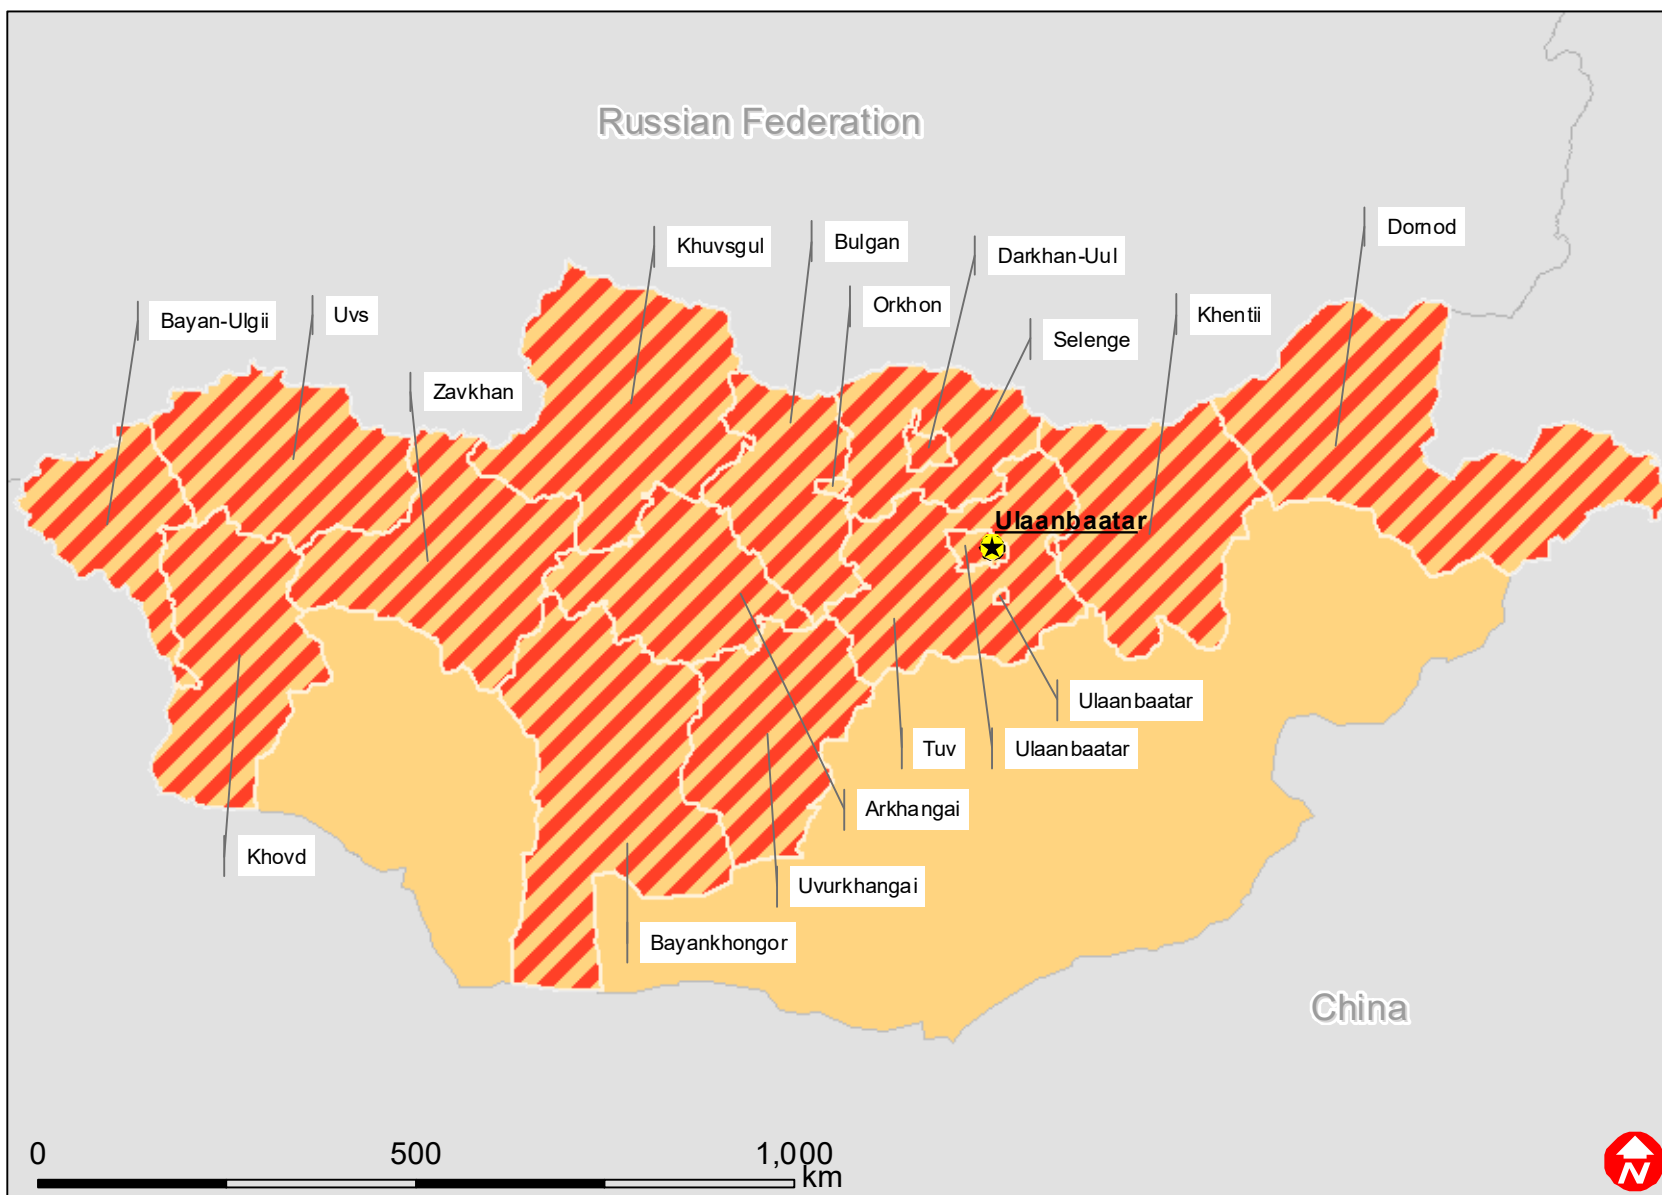 Russian Federation
Dornod
Khuvsgul
Bulgan
Darkhan-Uul
Orkhon
Khentii
Bayan-Ulgii
Uvs
Selenge
Zavkhan
Ulaanbaatar
Ulaanbaatar
Tuv
Ulaanbaatar
Arkhangai
Khovd
Uvurkhangai
Bayankhongor
China
0 500 1,000
km
N